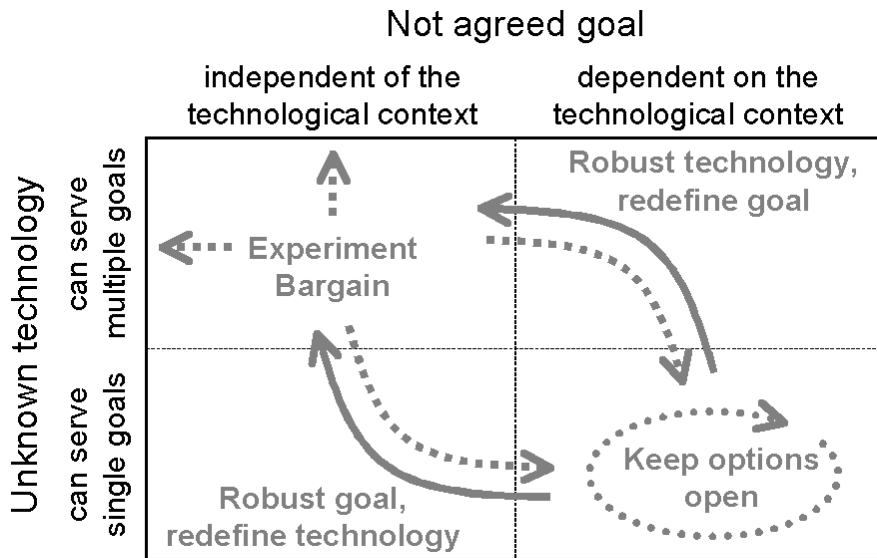 Not agreed goal
independent of the
technological context
dependent on the
technological context
Unknown technology
can serve
multiple goals
can serve
single goals
Robust technology,
redefine goal
Experiment
Bargain
Robust goal,
redefine technology
Keep options
open